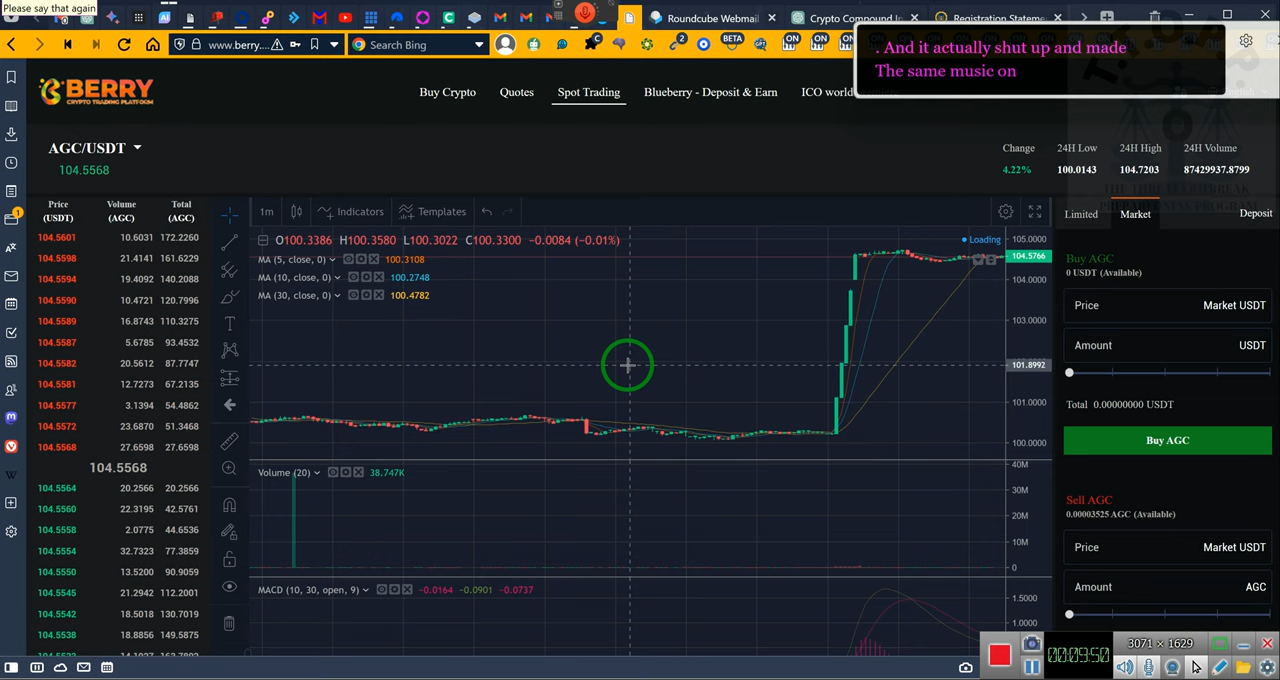 Please say that again
Roundcube Webmail
Crypto Compound In
Registration Stateme
www.berry.
Search Bing
BETA
ON
ON
ON
. And it actually shut up and made
The same music on
BERRY
CRYPTO TRADING PLATFORM
Buy Crypto
Quotes
Spot Trading
Blueberry - Deposit & Earn
ICO world
AGC/USDT
104.5568
Change
24H Low
24H High
24H Volume
4.22%
100.0143
104.7203
87429937.8799
Price
Volume
Total
(USDT)
(AGC)
(AGC)
104.5601 10.6031 172.2260
104.5598 21.4141 161.6229
104.5594 19.4092 140.2088
104.5590 10.4721 120.7996
104.5589 16.8743 110.3275
104.5587 5.6785 93.4532
104.5582 20.5612 87.7747
104.5581 12.7273 67.2135
104.5577 3.1394 54.4862
104.5572 23.6870 51.3468
104.5568 27.6598 27.6598
104.5568
104.5564 20.2566 20.2566
104.5560 22.3195 42.5761
104.5558 2.0775 44.6536
104.5554 32.7323 77.3859
104.5550 13.5200 90.9059
104.5545 21.2942 112.2001
104.5542 18.5018 130.7019
104.5538 18.8856 149.5875
1m
Indicators
Templates
O100.3386 H100.3580 L100.3022 C100.3300 -0.0084 (-0.01%)
MA (5, close, 0) 100.3108
MA (10, close, 0) 100.2748
MA (30, close, 0) 100.4782
Loading
105.0000
104.5766
104.0000
103.0000
101.8992
101.0000
100.0000
Volume (20) 38.747K
40M
30M
20M
10M
0
MACD (10, 30, open, 9) -0.0164 -0.0901 -0.0737
1.5000
1.0000
Limited
Market
Deposit
Buy AGC
0 USDT (Available)
Price
Market USDT
Amount
USDT
Total 0.00000000 USDT
Buy AGC
Sell AGC
0.00003525 AGC (Available)
Price
Market USDT
Amount
AGC
3071 × 1629
00:09:50